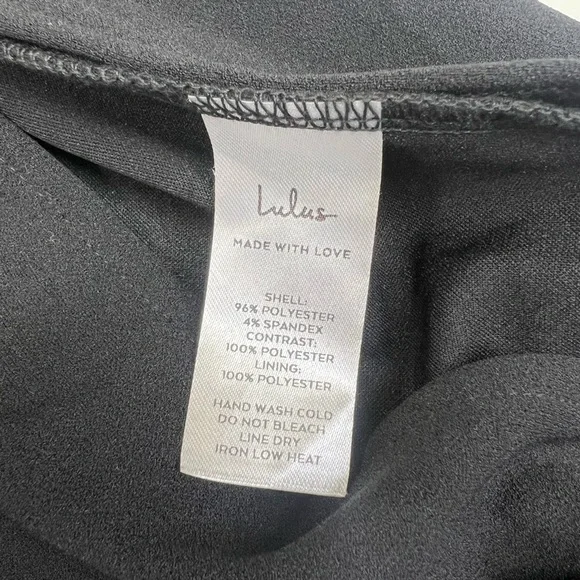 Lulus
MADE WITH LOVE
SHELL:
96% POLYESTER
4% SPANDEX
CONTRAST:
100% POLYESTER
LINING:
100% POLYESTER
HAND WASH COLD
DO NOT BLEACH
LINE DRY
IRON LOW HEAT